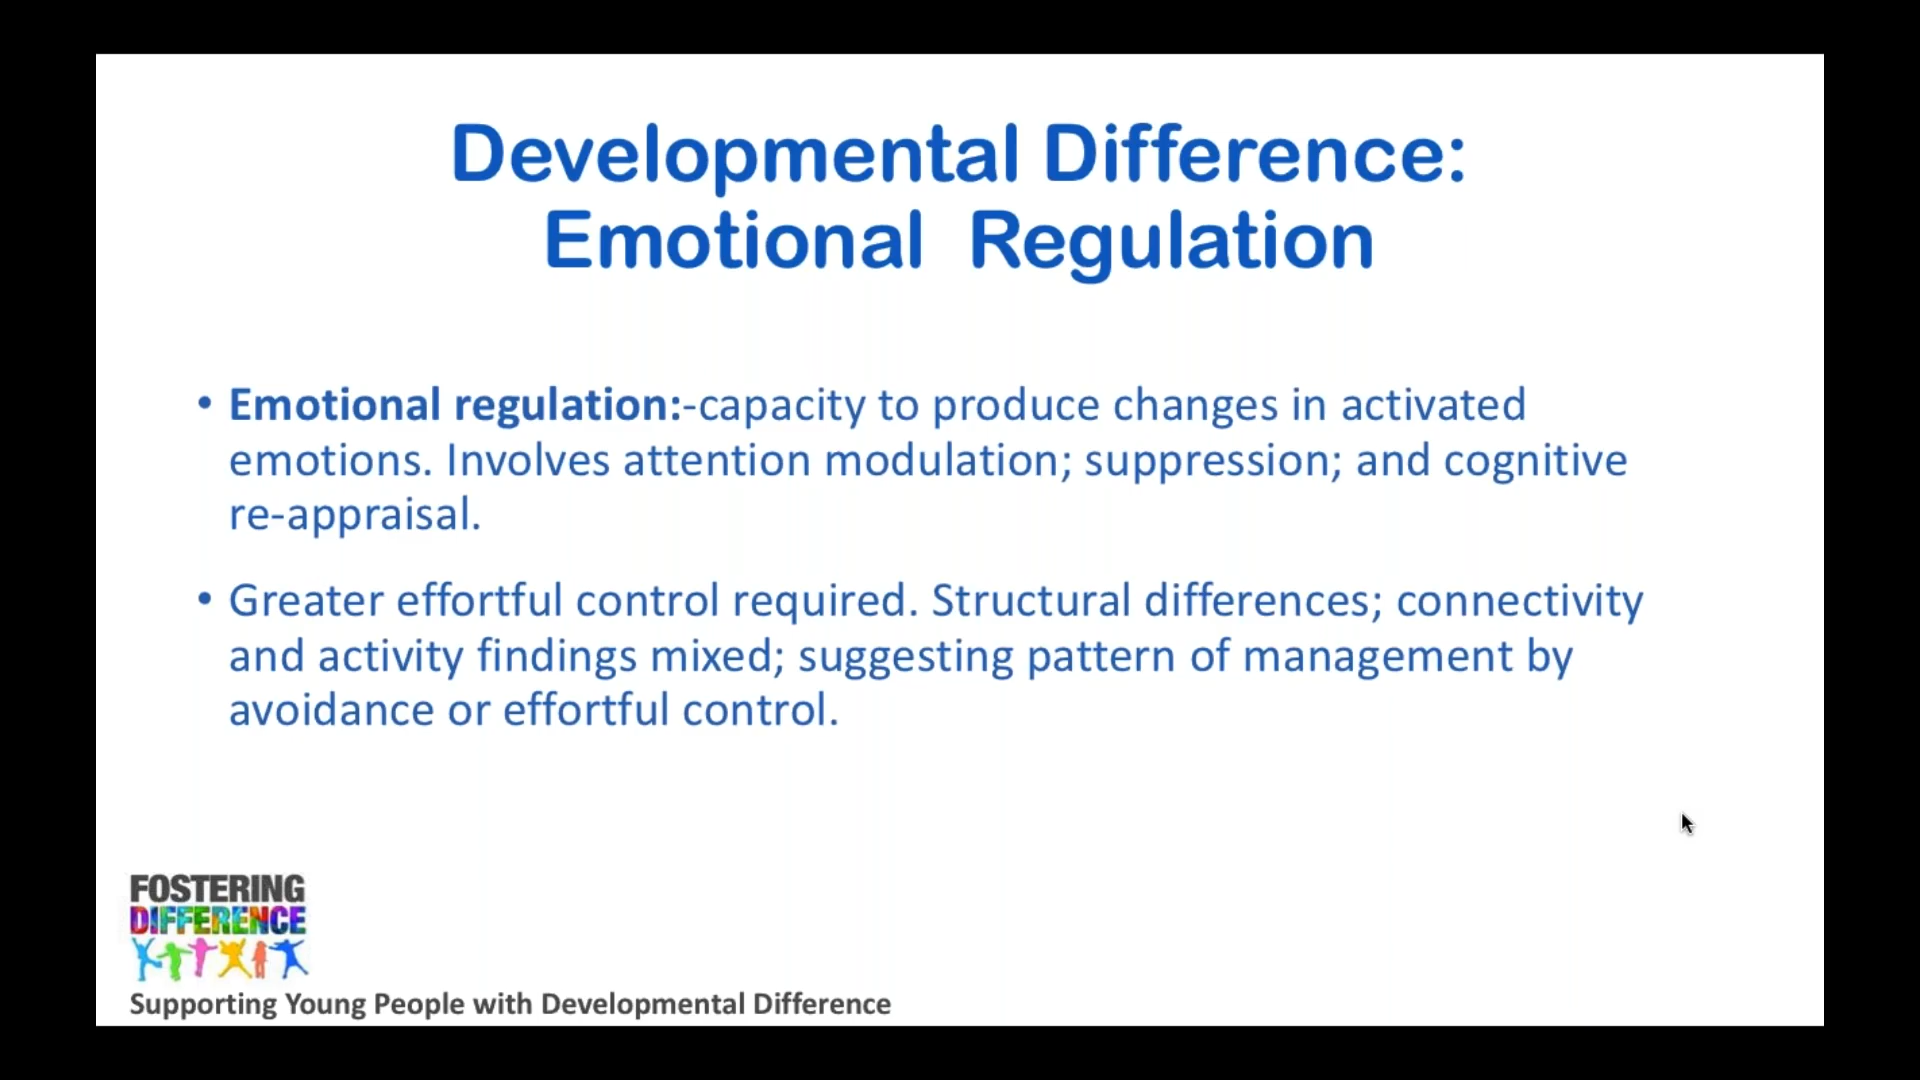 Developmental Difference:
Emotional  Regulation
• Emotional regulation:-capacity to produce changes in activated
emotions. Involves attention modulation; suppression; and cognitive
re-appraisal.
• Greater effortful control required. Structural differences; connectivity
and activity findings mixed; suggesting pattern of management by
avoidance or effortful control.
FOSTERING
DIFFERENCE
Supporting Young People with Developmental Difference